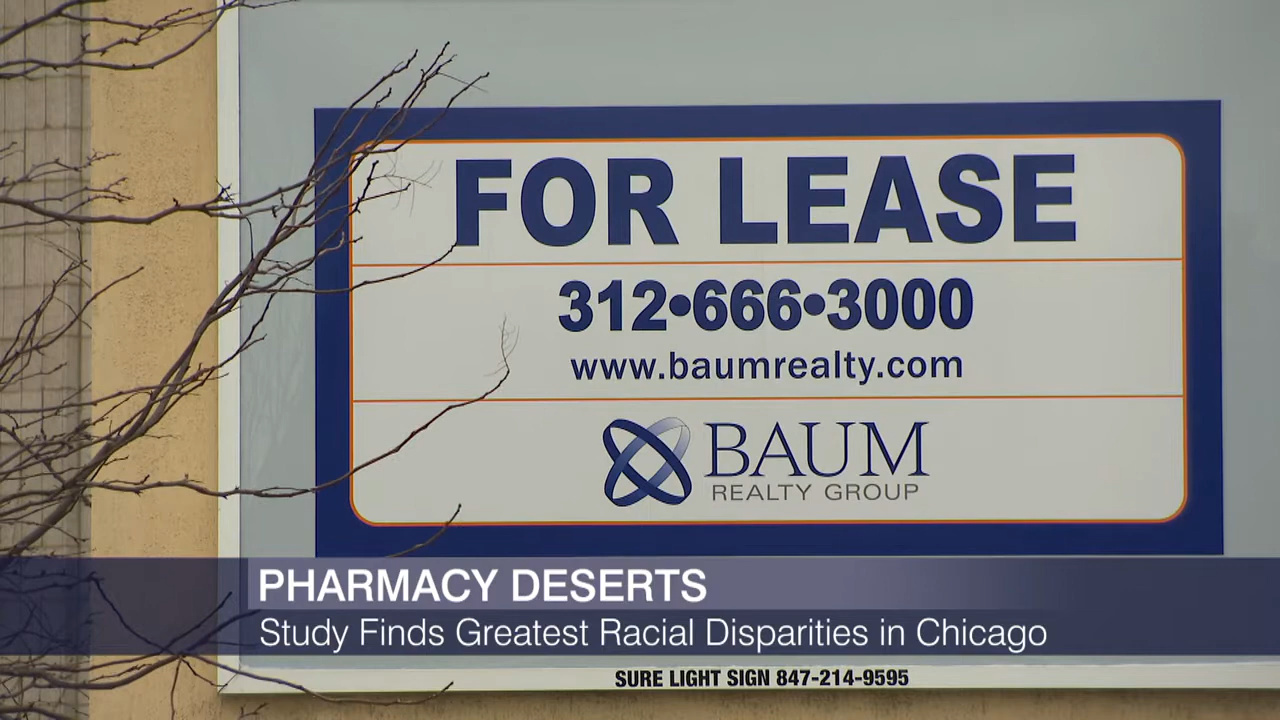 FOR LEASE
312•666•3000
www.baumrealty.com
BAUM
REALTY GROUP
PHARMACY DESERTS
Study Finds Greatest Racial Disparities in Chicago
SURE LIGHT SIGN 847-214-9595